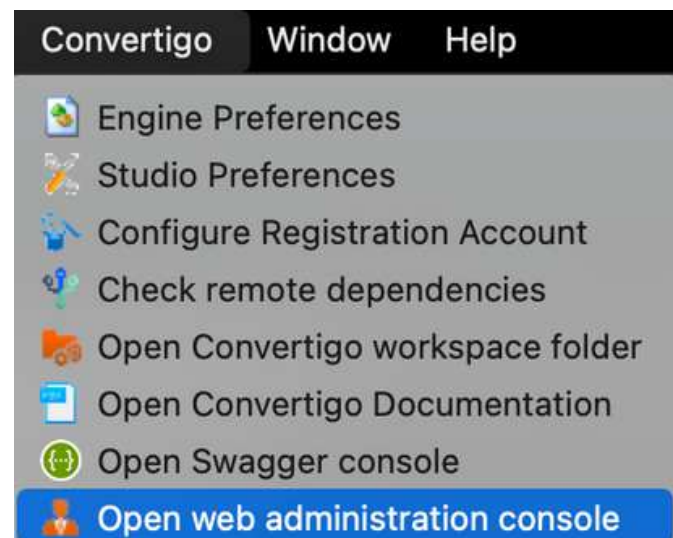 Convertigo Window Help
Engine Preferences
Studio Preferences
Configure Registration Account
Check remote dependencies
Open Convertigo workspace folder
Open Convertigo Documentation
Open Swagger console
Open web administration console